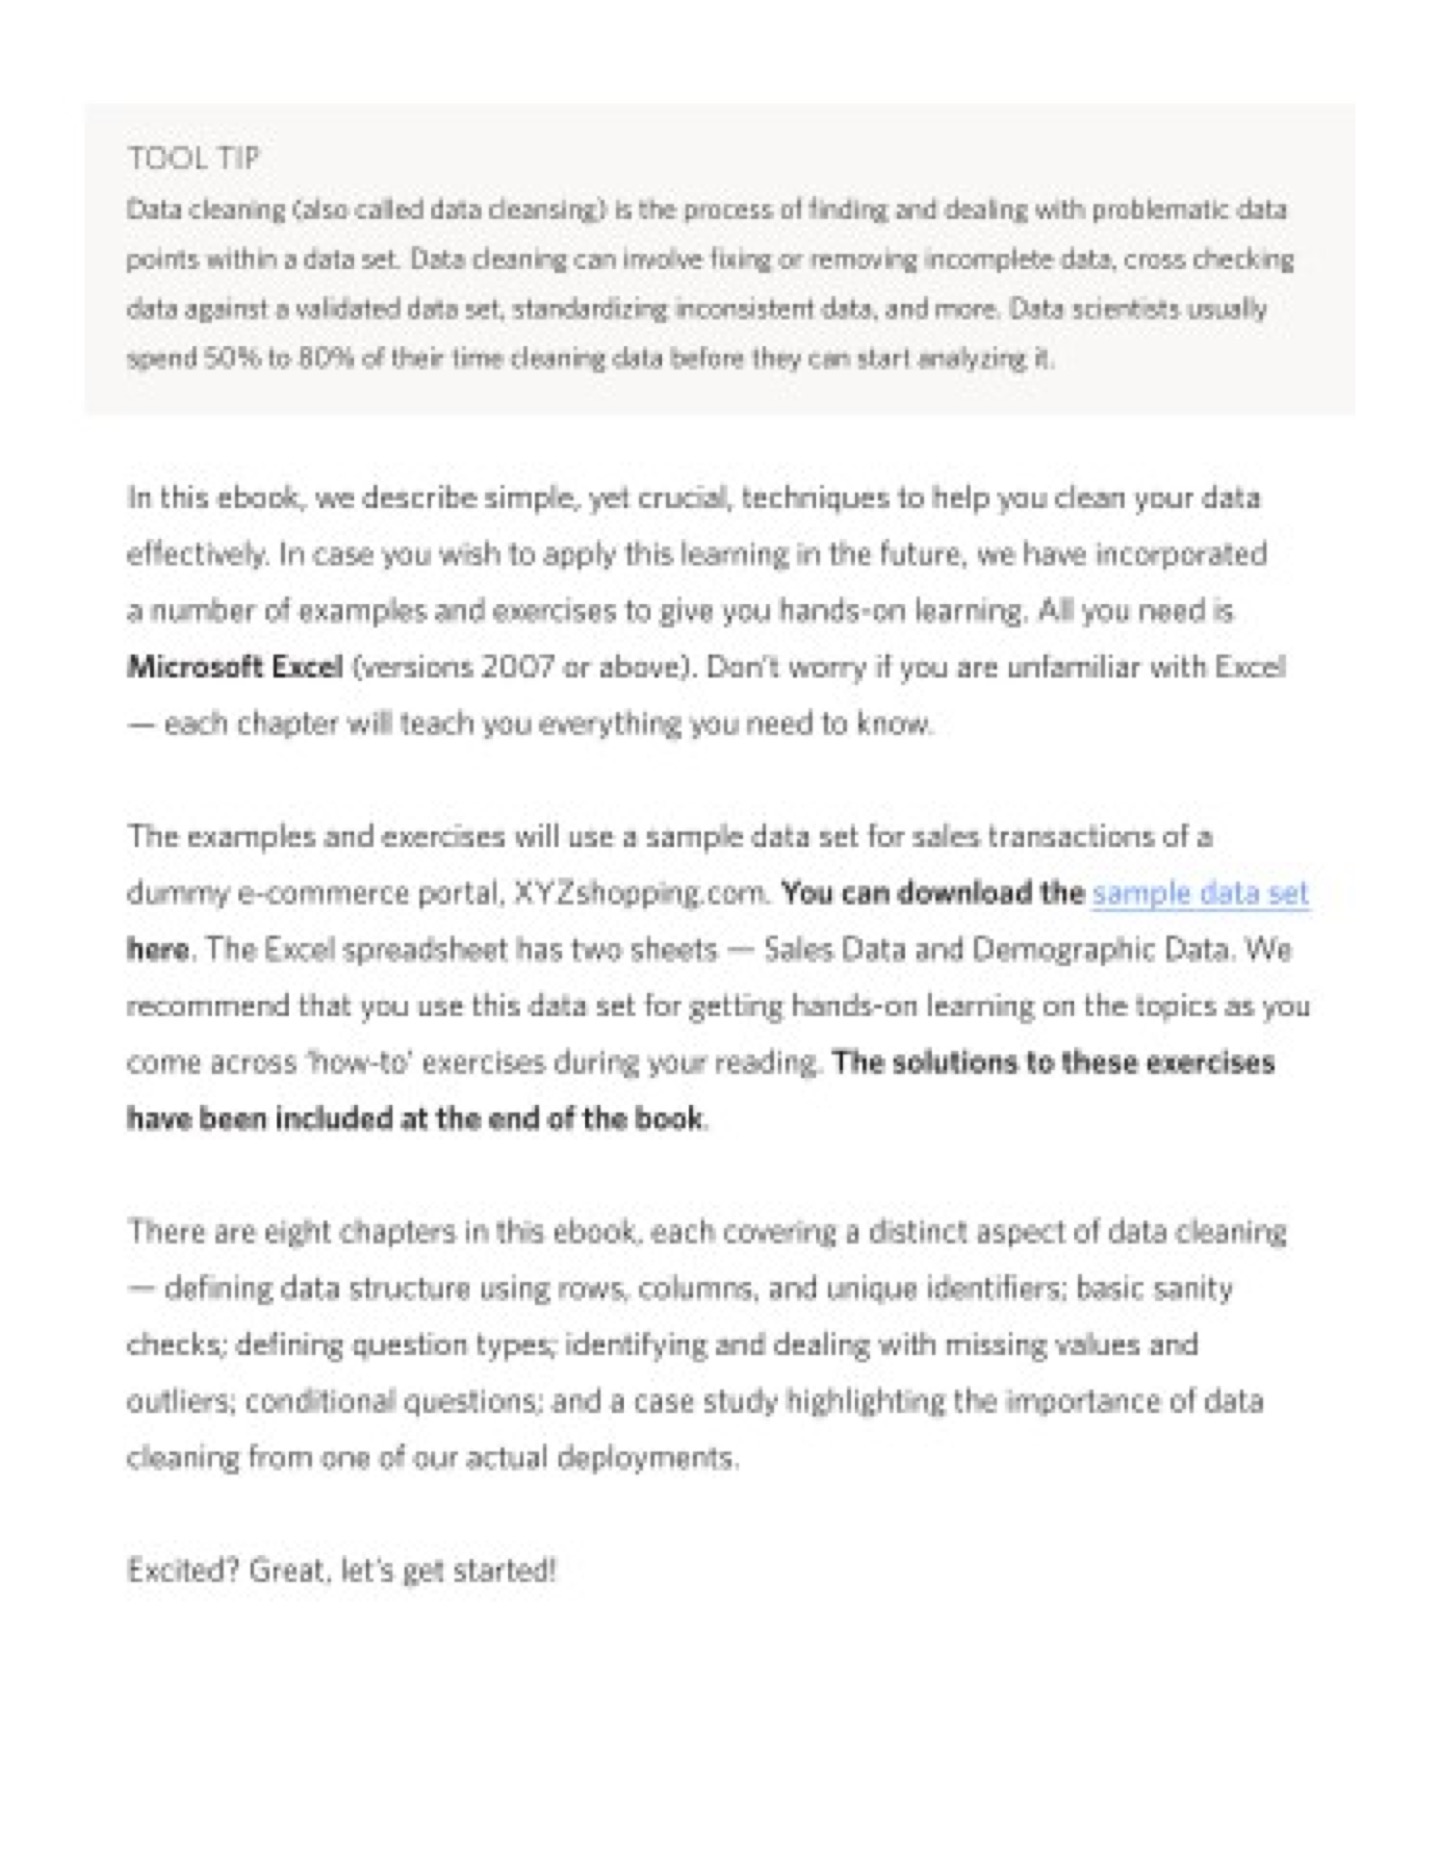 TOOL TIP
Data cleaning (also called data cleansing) is the process of finding and dealing with problematic data
points within a data set. Data cleaning can involve fixing or removing incomplete data, cross checking
data against a validated data set, standardizing inconsistent data, and more. Data scientists usually
spend 50% to 80% of their time cleaning data before they can start analyzing it.
In this ebook, we describe simple, yet crucial, techniques to help you clean your data
effectively. In case you wish to apply this learning in the future, we have incorporated
a number of examples and exercises to give you hands-on learning. All you need is
Microsoft Excel (versions 2007 or above). Don't worry if you are unfamiliar with Excel
— each chapter will teach you everything you need to know.
The examples and exercises will use a sample data set for sales transactions of a
dummy e-commerce portal, XYZshopping.com. You can download the sample data set
here. The Excel spreadsheet has two sheets — Sales Data and Demographic Data. We
recommend that you use this data set for getting hands-on learning on the topics as you
come across 'how-to' exercises during your reading. The solutions to these exercises
have been included at the end of the book.
There are eight chapters in this ebook, each covering a distinct aspect of data cleaning
— defining data structure using rows, columns, and unique identifiers; basic sanity
checks; defining question types; identifying and dealing with missing values and
outliers; conditional questions; and a case study highlighting the importance of data
cleaning from one of our actual deployments.
Excited? Great, let's get started!